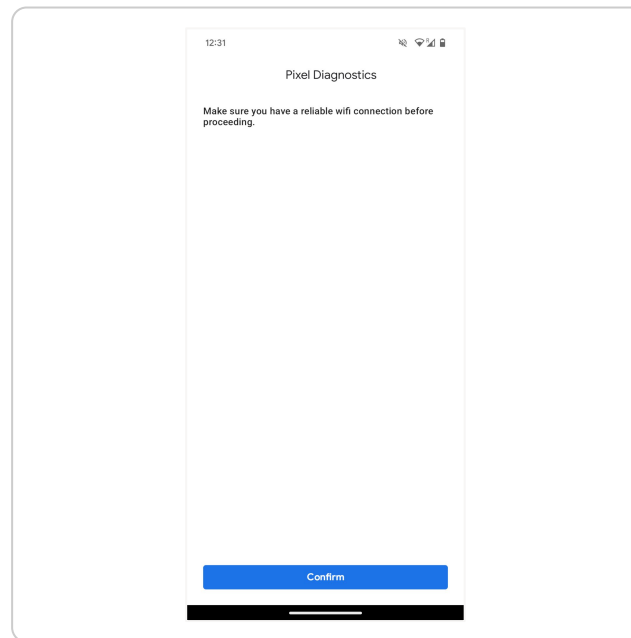 12:31
R
Pixel Diagnostics
Make sure you have a reliable wifi connection before
proceeding.
Confirm